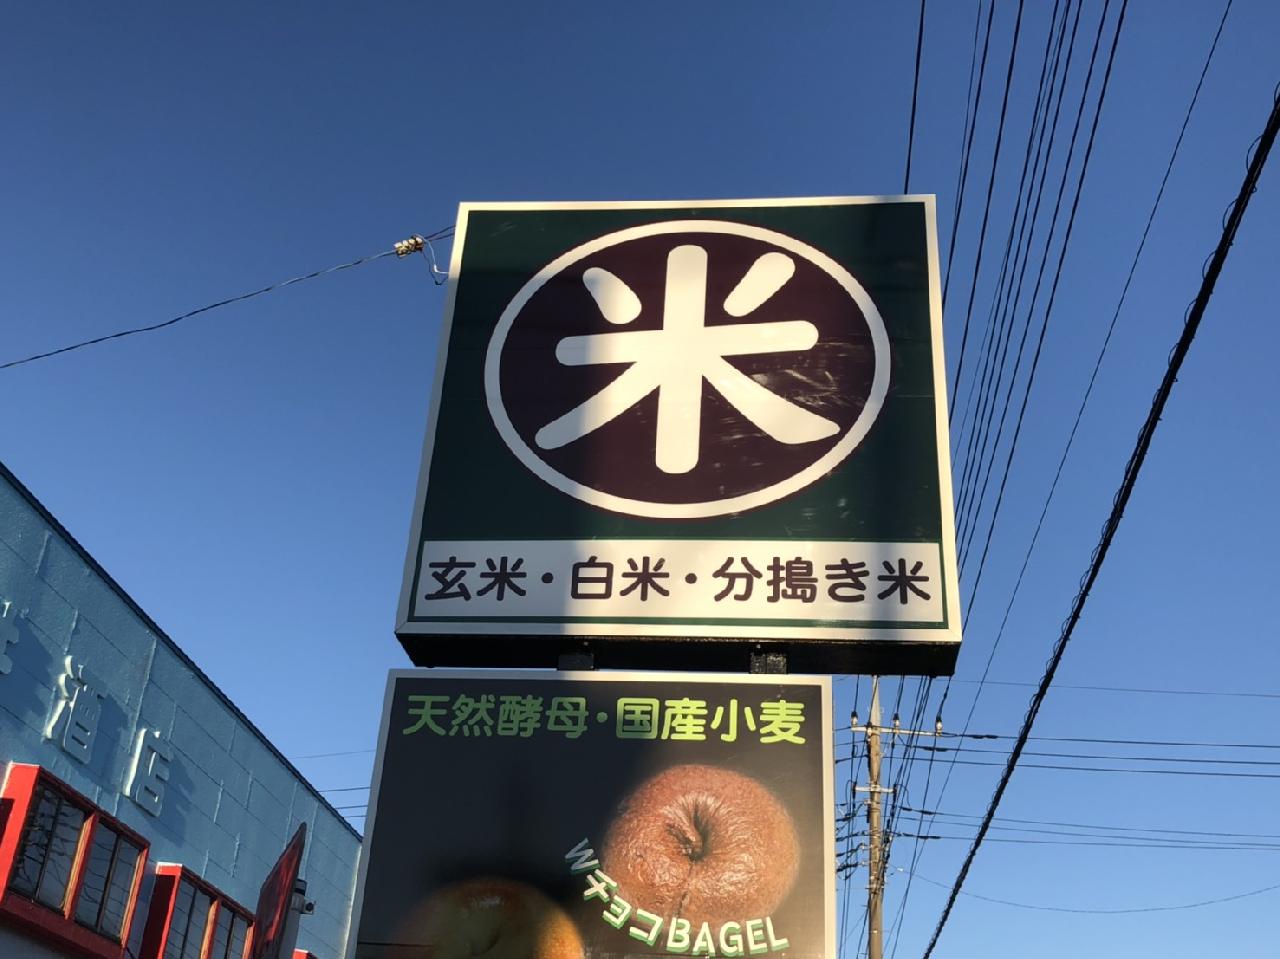 米
玄米・白米・分搗き米
天然酵母・国産小麦
WチョコBAGEL
酒店